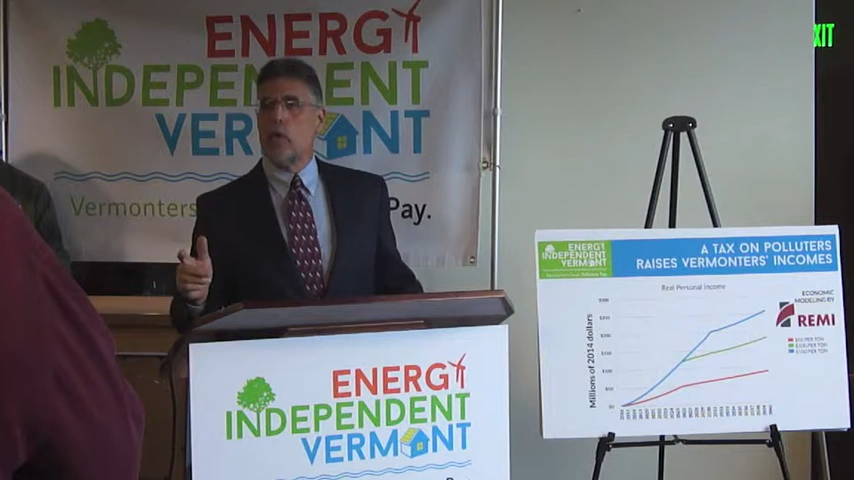 ENERGY
INDEPENDENT
VERMONT
Vermonters
Pay.
XIT
ENERGY
INDEPENDENT
VERMONT
A TAX ON POLLUTERS
RAISES VERMONTERS' INCOMES
Real Personal Income
ECONOMIC
MODELING BY
REMI
Millions of 2014 dollars
ENERGY
INDEPENDENT
VERMONT